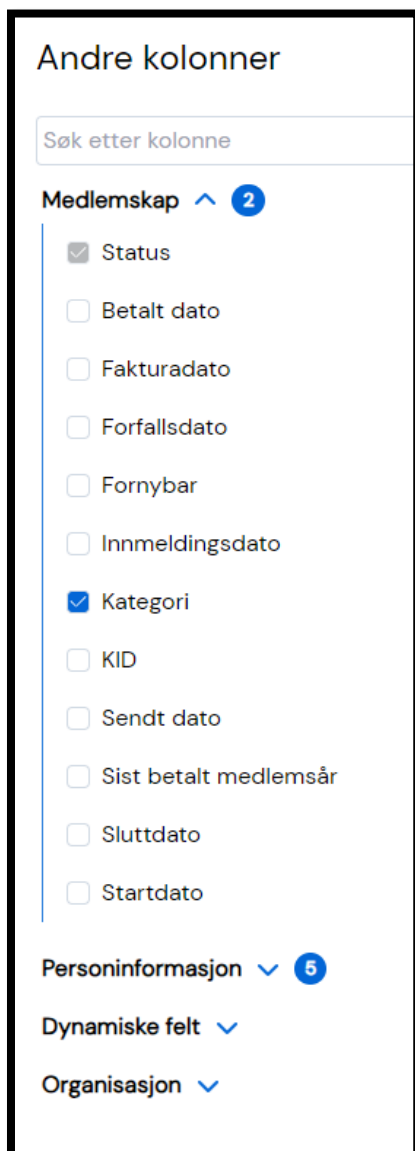 Andre kolonner
Søk etter kolonne
Medlemskap 2
Status
Betalt dato
Fakturadato
Forfallsdato
Fornybar
Innmeldingsdato
Kategori
KID
Sendt dato
Sist betalt medlemsår
Sluttdato
Startdato
Personinformasjon 5
Dynamiske felt
Organisasjon